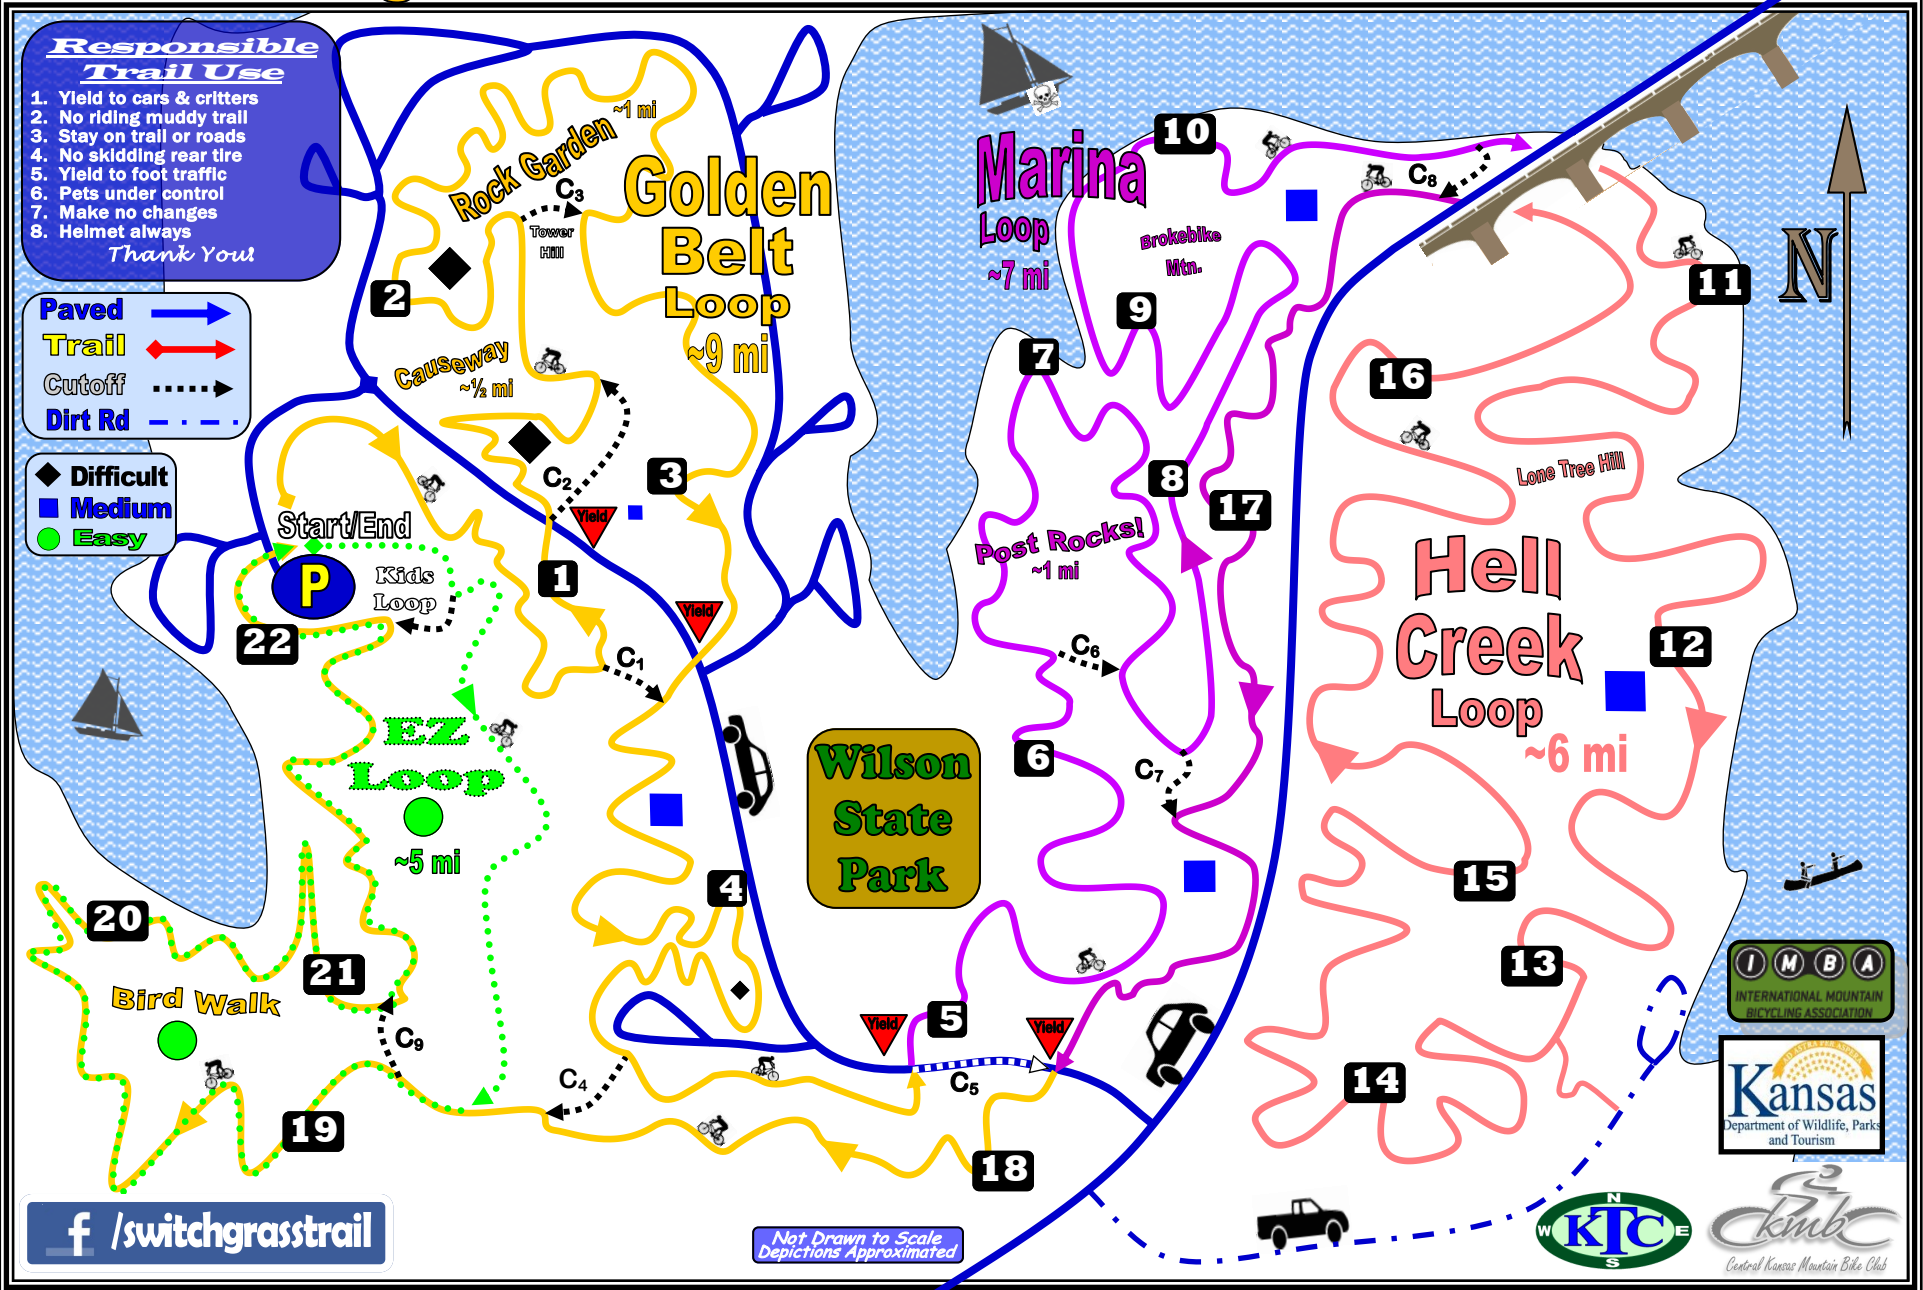 Responsible
Trail Use
1. Yield to cars & critters
2. No riding muddy trail
3. Stay on trail or roads
4. No skidding rear tire
5. Yield to foot traffic
6. Pets under control
7. Make no changes
8. Helmet always
Thank You!
Paved
Trail
Cutoff
Dirt Rd
Difficult
Medium
Easy
Rock Garden
~1 mi
C3
Tower
Hill
Golden
Belt
Loop
~9 mi
2
Causeway
~½ mi
C2
3
Yield
1
Yield
C1
Start/End
P
Kids
Loop
22
EZ
Loop
~5 mi
4
20
21
Bird Walk
C9
19
C4
Wilson
State
Park
Marina
Loop
~7 mi
10
C8
Brokebike
Mtn.
9
7
8
17
Post Rocks!
~1 mi
C6
6
C7
5
Yield
Yield
C5
18
N
11
16
Lone Tree Hill
Hell
Creek
Loop
~6 mi
12
15
13
14
IMBA
INTERNATIONAL MOUNTAIN
BICYCLING ASSOCIATION
AD ASTRA PER ASPERA
Kansas
Department of Wildlife, Parks
and Tourism
f /switchgrasstrail
Not Drawn to Scale
Depictions Approximated
N
W KTC E
S
ckmbc
Central Kansas Mountain Bike Club